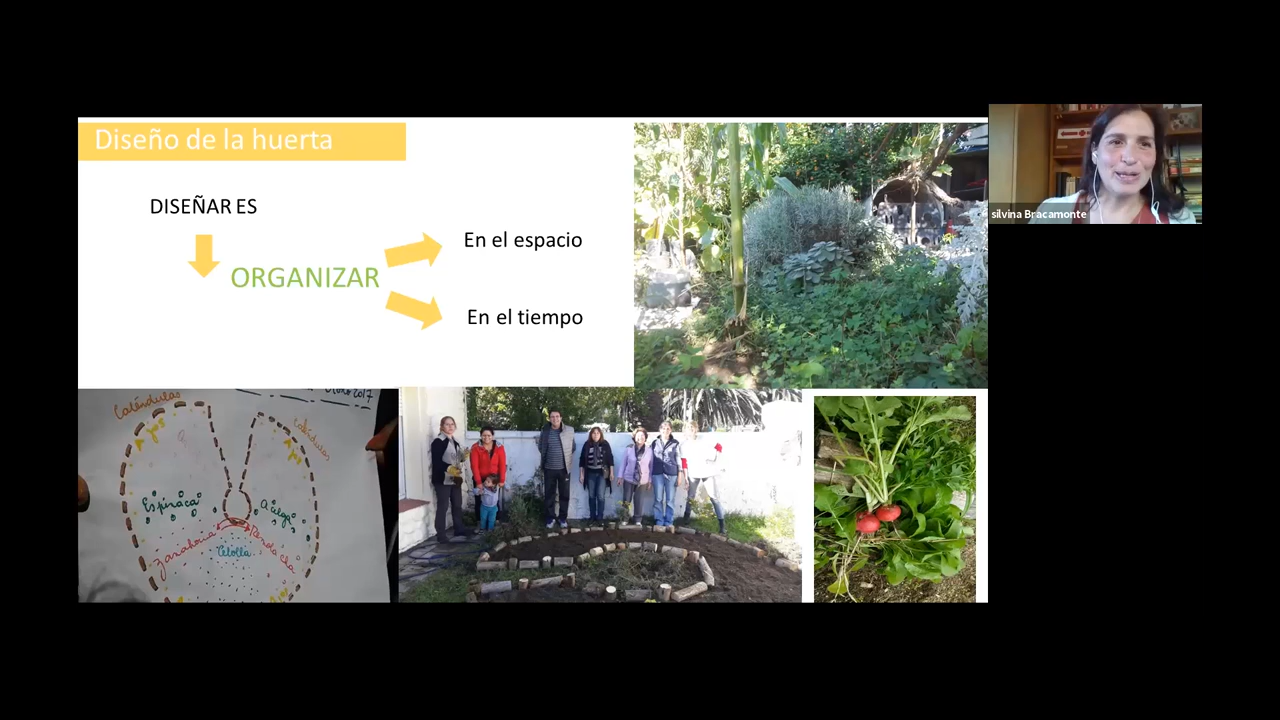 Diseño de la huerta
DISEÑAR ES
ORGANIZAR
En el espacio
En el tiempo
silvina Bracamonte
Caléndulas
Caléndulas
Espinaca
Acelga
Zanahoria
Cebolla